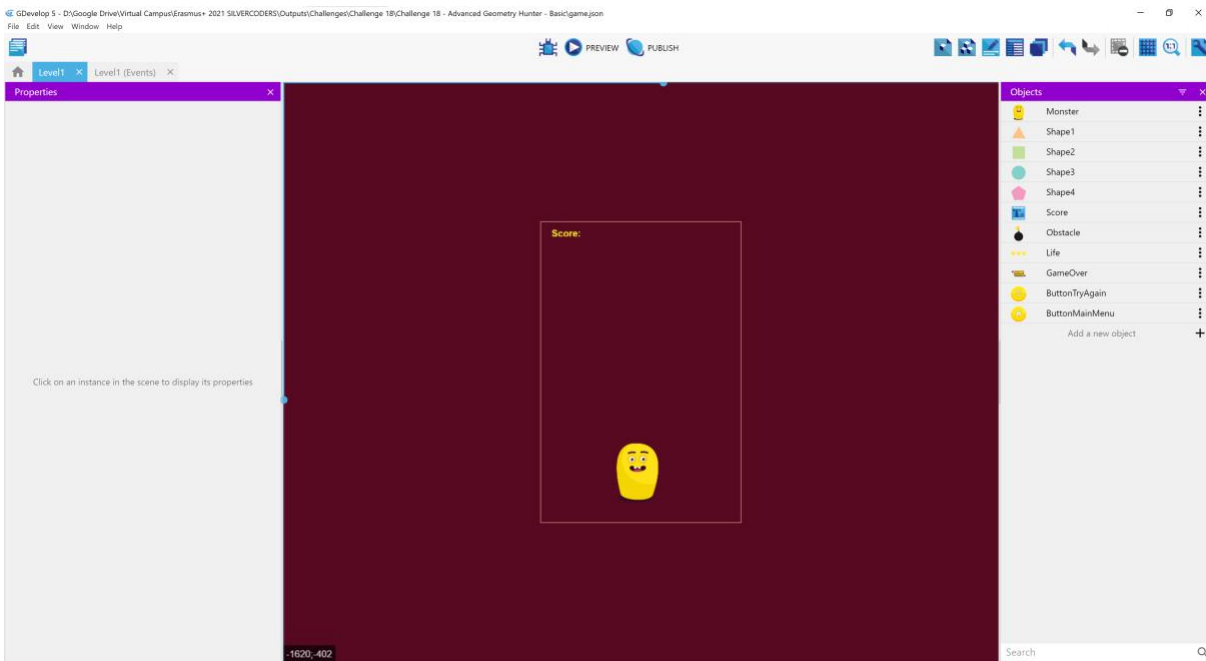 GDevelop 5 - D:\Google Drive\Virtual Campus\Erasmus+ 2021 SILVERCODERS\Outputs\Challenges\Challenge 18\Challenge 18 - Advanced Geometry Hunter - Basic\game.json
File Edit View Window Help
PREVIEW PUBLISH
1:1
Level1 Level1 (Events)
Properties
Objects
Monster
Shape1
Shape2
Shape3
Shape4
Score
Obstacle
Life
GameOver
ButtonTryAgain
ButtonMainMenu
Add a new object
Score:
Click on an instance in the scene to display its properties
-1620;-402
Search